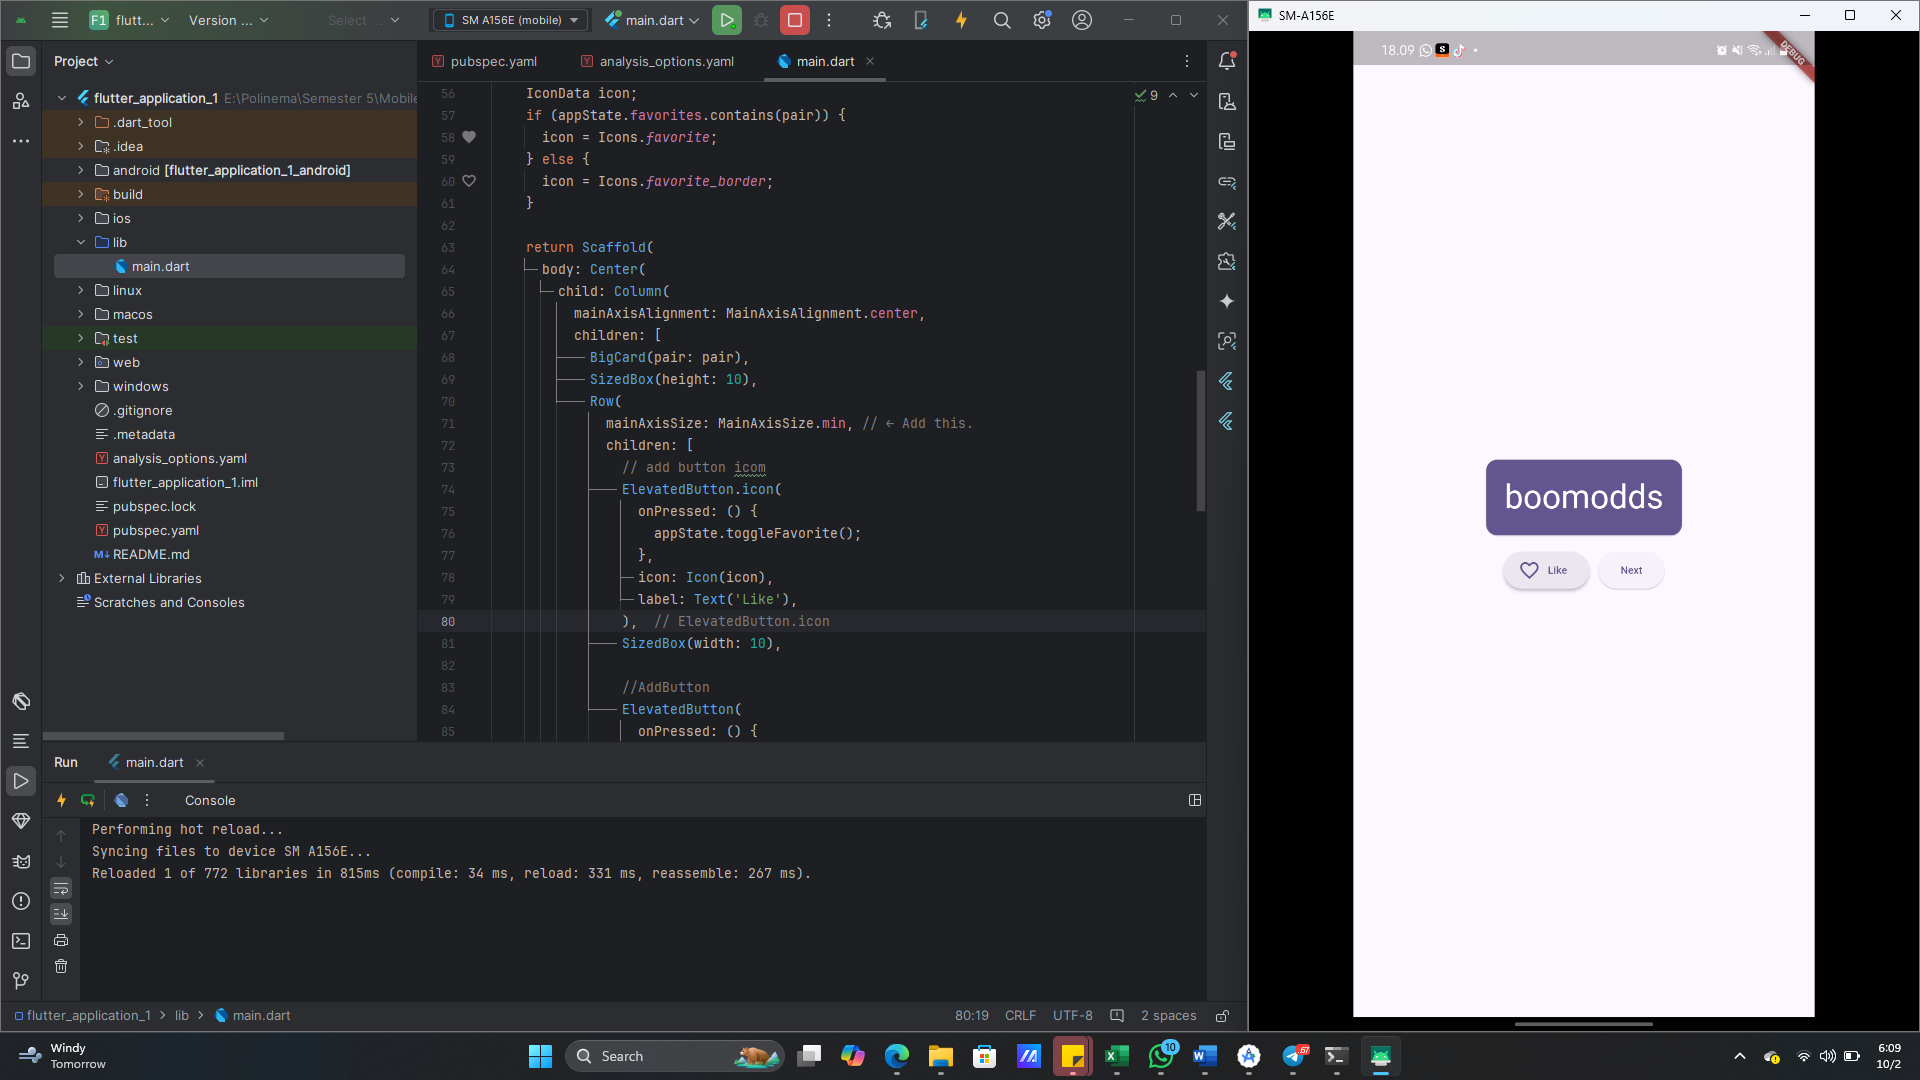 F1 flutt...
Version ...
Select ...
SM A156E (mobile)
main.dart
Project
pubspec.yaml
analysis_options.yaml
main.dart
flutter_application_1 E:\Polinema\Semester 5\Mobile
.dart_tool
.idea
android [flutter_application_1_android]
build
ios
lib
main.dart
linux
macos
test
web
windows
.gitignore
.metadata
analysis_options.yaml
flutter_application_1.iml
pubspec.lock
pubspec.yaml
M↓ README.md
External Libraries
Scratches and Consoles
9
56 IconData icon;
57 if (appState.favorites.contains(pair)) {
58 icon = Icons.favorite;
59 } else {
60 icon = Icons.favorite_border;
61 }
62
63 return Scaffold(
64 body: Center(
65 child: Column(
66 mainAxisAlignment: MainAxisAlignment.center,
67 children: [
68 BigCard(pair: pair),
69 SizedBox(height: 10),
70 Row(
71 mainAxisSize: MainAxisSize.min, // ← Add this.
72 children: [
73 // add button icom
74 ElevatedButton.icon(
75 onPressed: () {
76 appState.toggleFavorite();
77 },
78 icon: Icon(icon),
79 label: Text('Like'),
80 ), // ElevatedButton.icon
81 SizedBox(width: 10),
82
83 //AddButton
84 ElevatedButton(
85 onPressed: () {
Run
main.dart
Console
Performing hot reload...
Syncing files to device SM A156E...
Reloaded 1 of 772 libraries in 815ms (compile: 34 ms, reload: 331 ms, reassemble: 267 ms).
flutter_application_1 > lib > main.dart
80:19 CRLF UTF-8 2 spaces
SM-A156E
18.09
DEBUG
boomodds
Like
Next
Windy
Tomorrow
Search
10
67
6:09
10/2